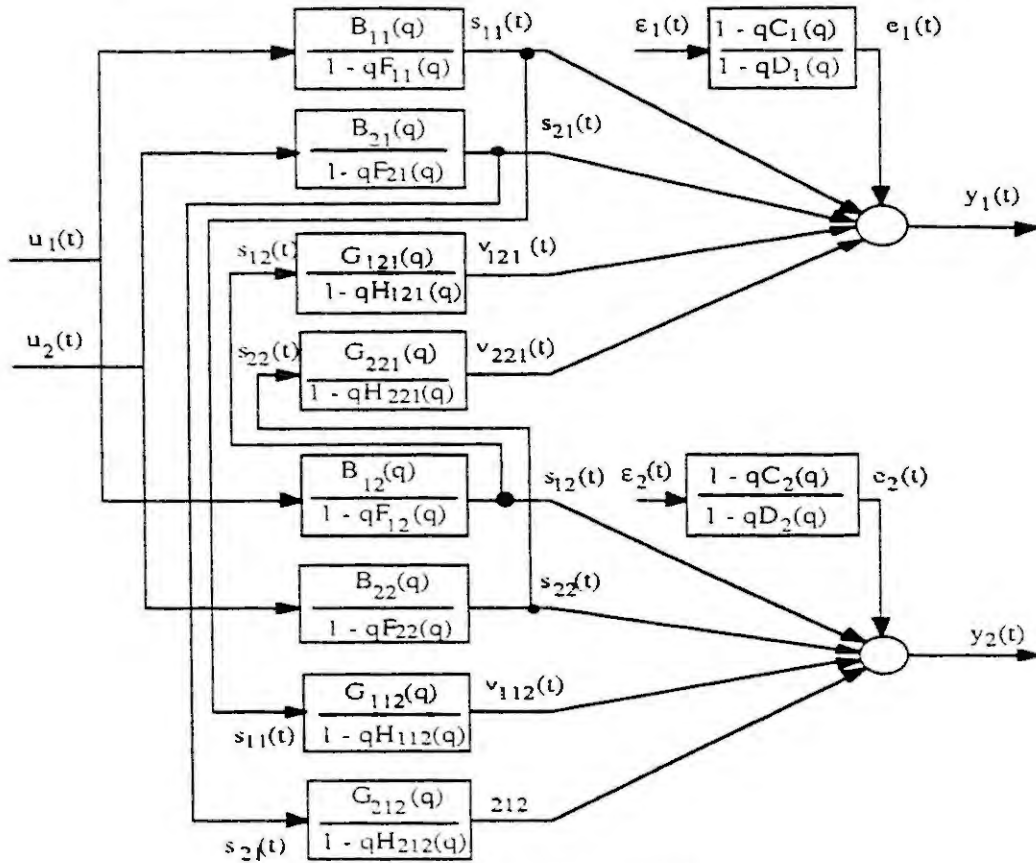 B11(q)
1 - qF11(q)
s11(t)
ε1(t)
1 - qC1(q)
1 - qD1(q)
e1(t)
B21(q)
1 - qF21(q)
s21(t)
y1(t)
u1(t)
s12(t)
G121(q)
1 - qH121(q)
v121 (t)
u2(t)
s22(t)
G221(q)
1 - qH221(q)
v221(t)
B12(q)
1 - qF12(q)
s12(t)
ε2(t)
1 - qC2(q)
1 - qD2(q)
e2(t)
B22(q)
1 - qF22(q)
s22(t)
y2(t)
G112(q)
1 - qH112(q)
v112(t)
s11(t)
G212(q)
1 - qH212(q)
212
s21(t)